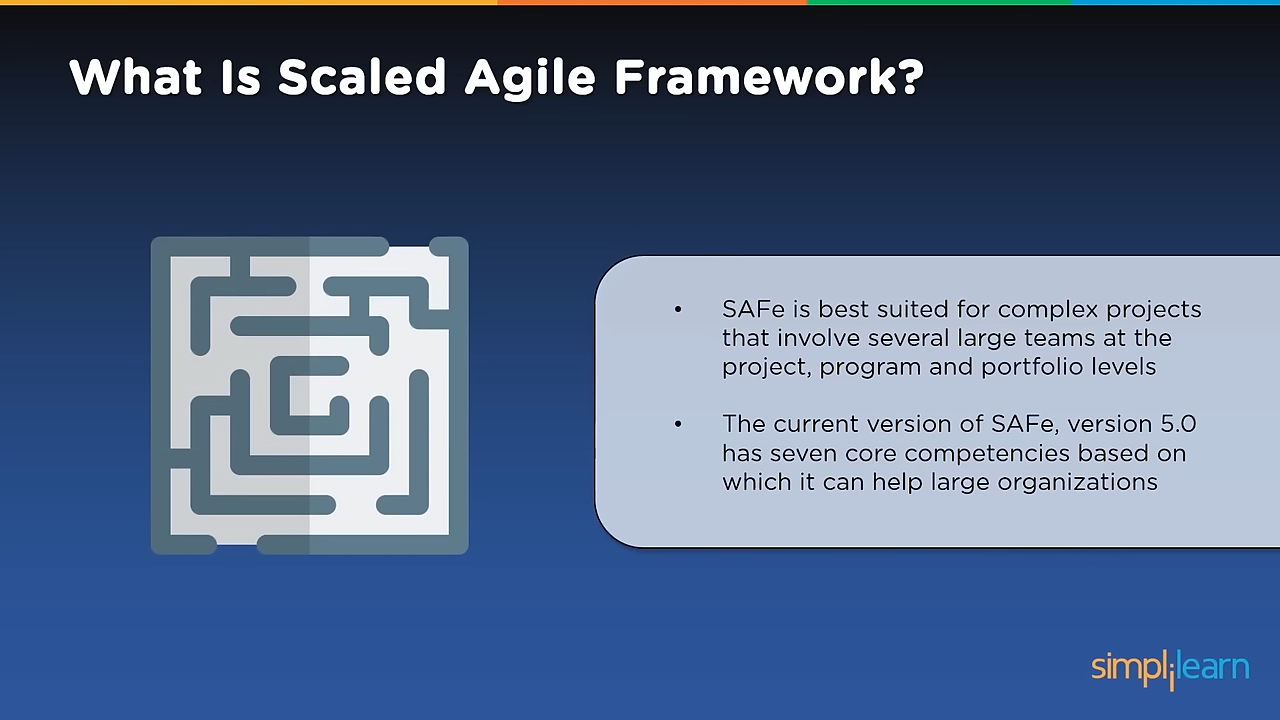 What Is Scaled Agile Framework?
• SAFe is best suited for complex projects
that involve several large teams at the
project, program and portfolio levels
• The current version of SAFe, version 5.0
has seven core competencies based on
which it can help large organizations
simplilearn